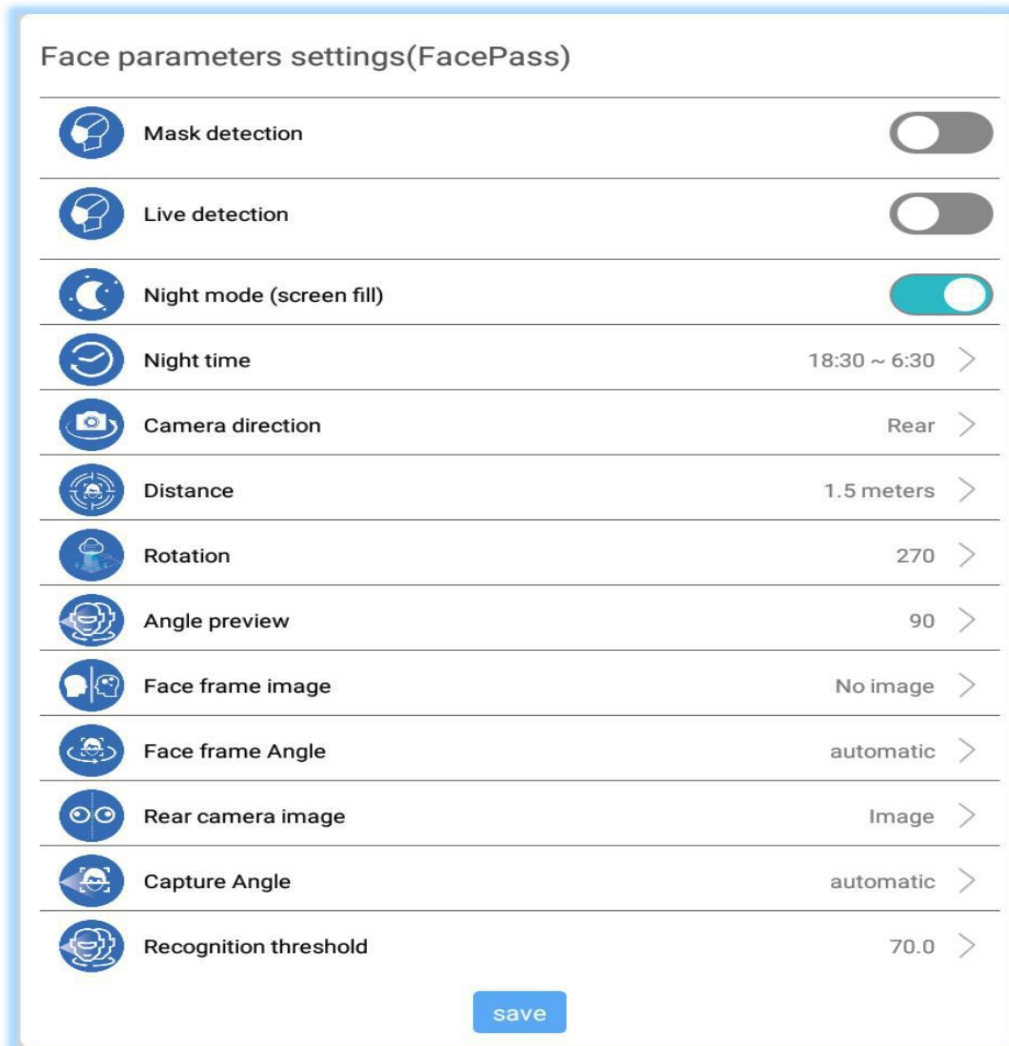 Face parameters settings(FacePass)
Mask detection
Live detection
Night mode (screen fill)
Night time 18:30 ~ 6:30
Camera direction Rear
Distance 1.5 meters
Rotation 270
Angle preview 90
Face frame image No image
Face frame Angle automatic
Rear camera image Image
Capture Angle automatic
Recognition threshold 70.0
save